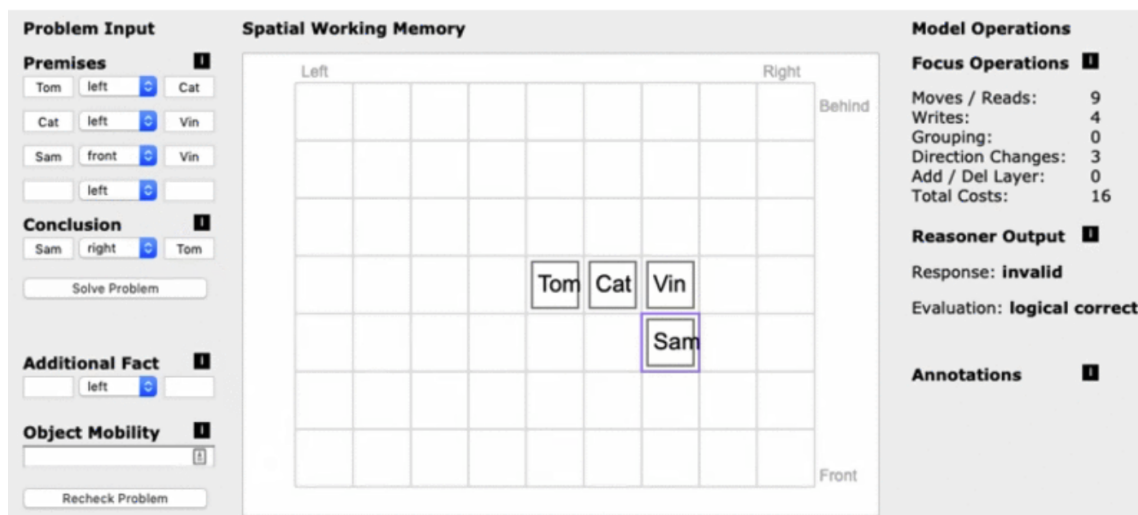 Problem Input
Premises i
Tom left Cat
Cat left Vin
Sam front Vin
left
Conclusion i
Sam right Tom
Solve Problem
Additional Fact i
left
Object Mobility i
Recheck Problem
Spatial Working Memory
Left Right
Behind
Tom Cat Vin
Sam
Front
Model Operations
Focus Operations i
Moves / Reads: 9
Writes: 4
Grouping: 0
Direction Changes: 3
Add / Del Layer: 0
Total Costs: 16
Reasoner Output i
Response: invalid
Evaluation: logical correct
Annotations i